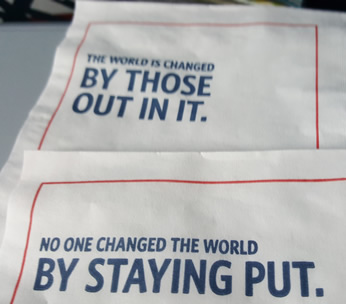 THE WORLD IS CHANGED
BY THOSE
OUT IN IT.
NO ONE CHANGED THE WORLD
BY STAYING PUT.